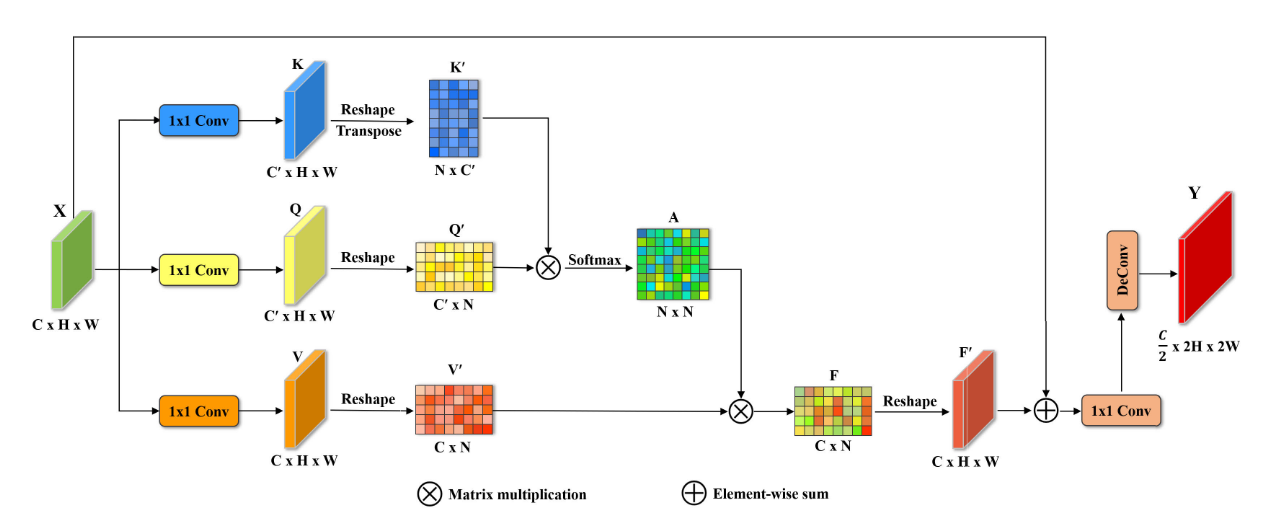 K
K′
1x1 Conv
Reshape
Transpose
C′ x H x W
N x C′
X
Q
Q′
A
Y
1x1 Conv
Reshape
Softmax
DeConv
C x H x W
C′ x H x W
C′ x N
N x N
C/2 x 2H x 2W
V
V′
F
F′
1x1 Conv
Reshape
Reshape
1x1 Conv
C x H x W
C x N
C x N
C x H x W
Matrix multiplication
Element-wise sum